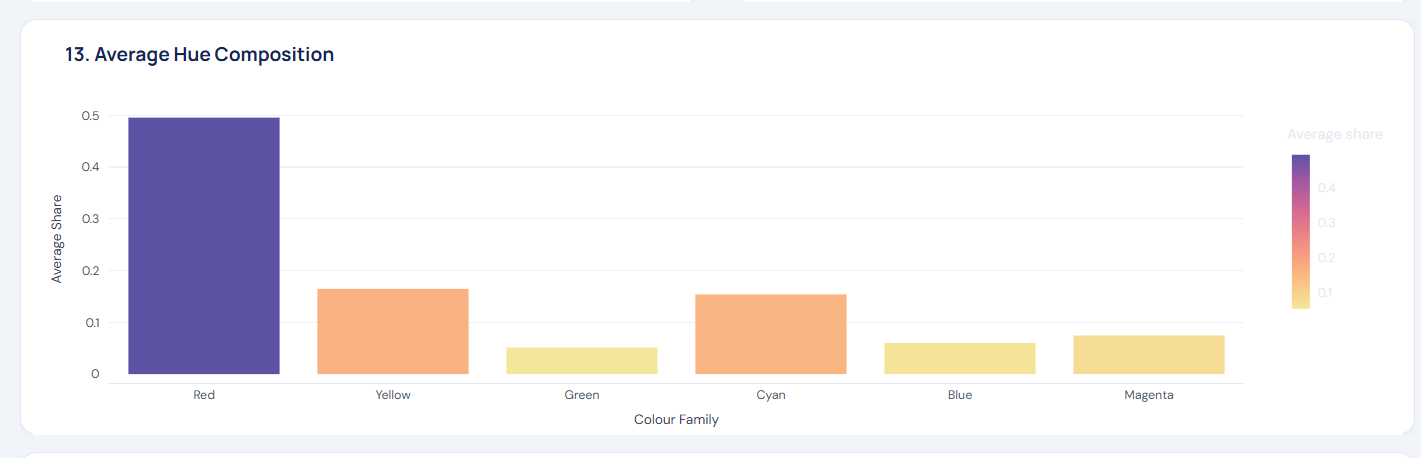 13. Average Hue Composition
Average Share
0.5
0.4
0.3
0.2
0.1
0
Red Yellow Green Cyan Blue Magenta
Colour Family
Average share
0.4
0.3
0.2
0.1